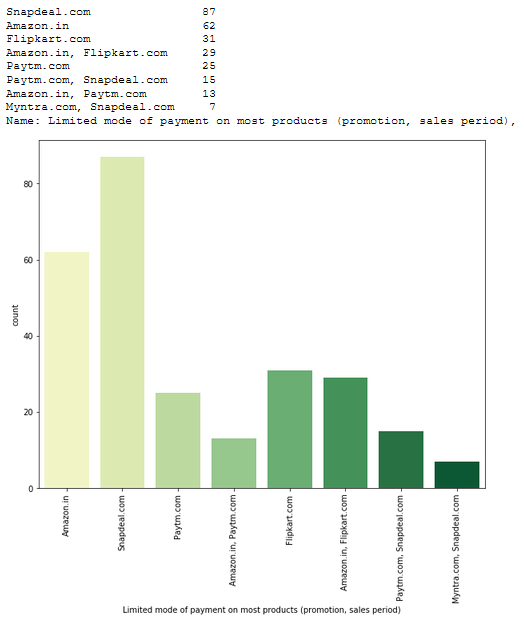 Snapdeal.com 87
Amazon.in 62
Flipkart.com 31
Amazon.in, Flipkart.com 29
Paytm.com 25
Paytm.com, Snapdeal.com 15
Amazon.in, Paytm.com 13
Myntra.com, Snapdeal.com 7
Name: Limited mode of payment on most products (promotion, sales period),
80
60
40
20
0
count
Amazon.in
Snapdeal.com
Paytm.com
Amazon.in, Paytm.com
Flipkart.com
Amazon.in, Flipkart.com
Paytm.com, Snapdeal.com
Myntra.com, Snapdeal.com
Limited mode of payment on most products (promotion, sales period)